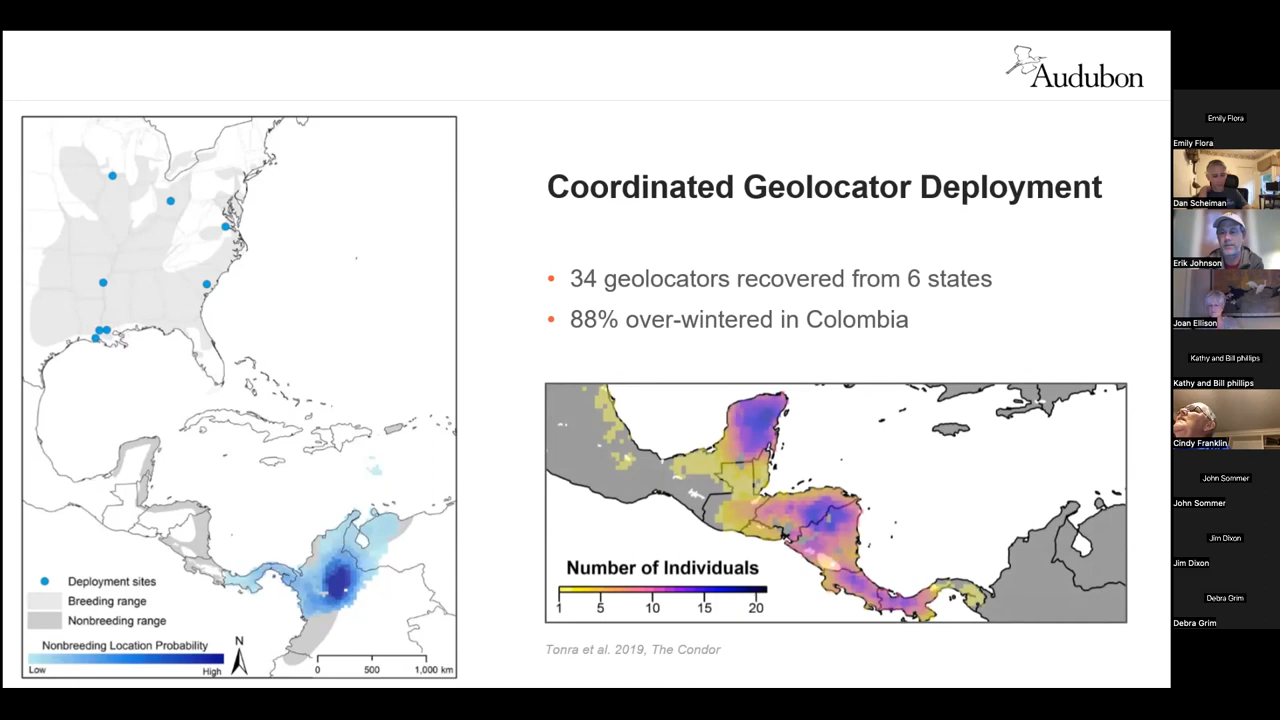 Audubon
Coordinated Geolocator Deployment
• 34 geolocators recovered from 6 states
• 88% over-wintered in Colombia
Deployment sites
Breeding range
Nonbreeding range
Nonbreeding Location Probability
Low
High
N
0
500
1,000 km
Number of Individuals
1
5
10
15
20
Tonra et al. 2019, The Condor
Emily Flora
Emily Flora
Dan Scheiman
Erik Johnson
Joan Ellison
Kathy and Bill phillips
Kathy and Bill phillips
Cindy Franklin
John Sommer
John Sommer
Jim Dixon
Jim Dixon
Debra Grim
Debra Grim